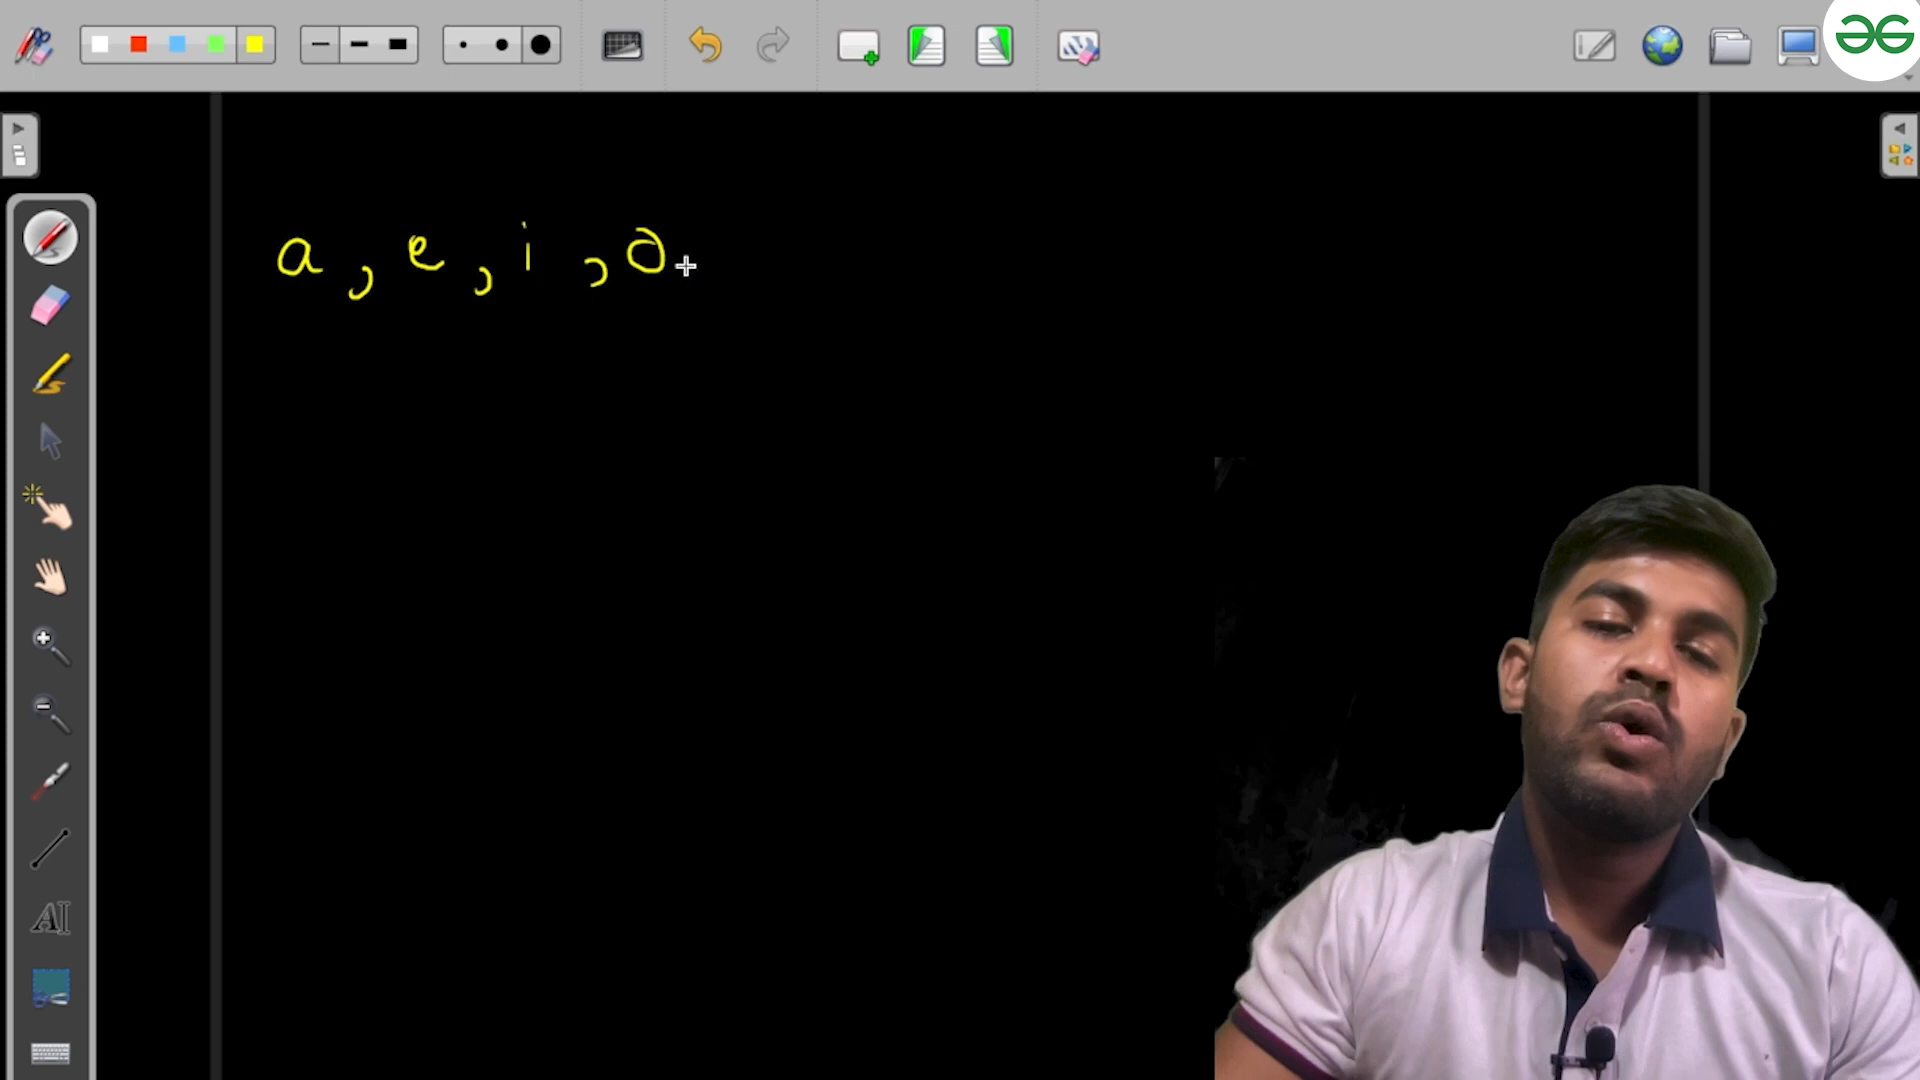 a , e , i , o